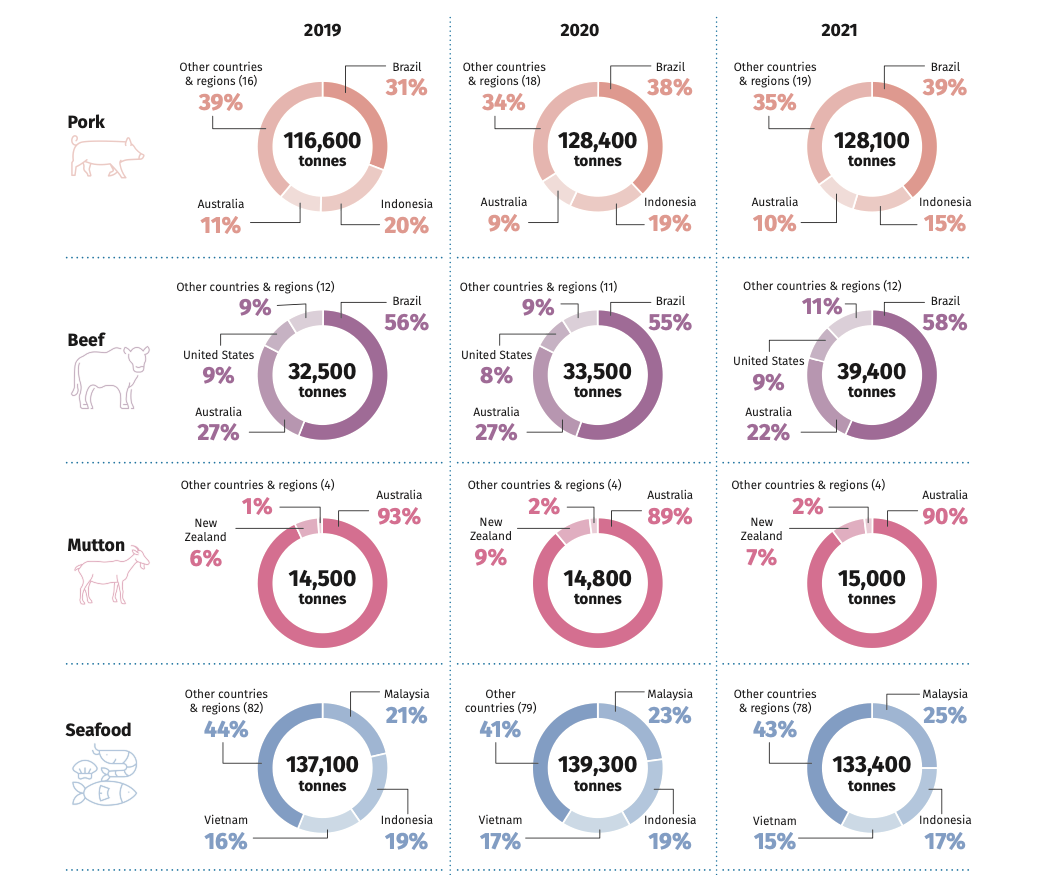 2019
2020
2021
Pork
Other countries
& regions (16)
39%
Brazil
31%
116,600
tonnes
Australia
11%
Indonesia
20%
Other countries
& regions (18)
34%
Brazil
38%
128,400
tonnes
Australia
9%
Indonesia
19%
Other countries
& regions (19)
35%
Brazil
39%
128,100
tonnes
Australia
10%
Indonesia
15%
Beef
Other countries & regions (12)
9%
Brazil
56%
United States
9%
32,500
tonnes
Australia
27%
Other countries & regions (11)
9%
Brazil
55%
United States
8%
33,500
tonnes
Australia
27%
Other countries & regions (12)
11%
Brazil
58%
United States
9%
39,400
tonnes
Australia
22%
Mutton
Other countries & regions (4)
1%
Australia
93%
New
Zealand
6%
14,500
tonnes
Other countries & regions (4)
2%
Australia
89%
New
Zealand
9%
14,800
tonnes
Other countries & regions (4)
2%
Australia
90%
New
Zealand
7%
15,000
tonnes
Seafood
Other countries
& regions (82)
44%
Malaysia
21%
137,100
tonnes
Vietnam
16%
Indonesia
19%
Other
countries (79)
41%
Malaysia
23%
139,300
tonnes
Vietnam
17%
Indonesia
19%
Other countries
& regions (78)
43%
Malaysia
25%
133,400
tonnes
Vietnam
15%
Indonesia
17%